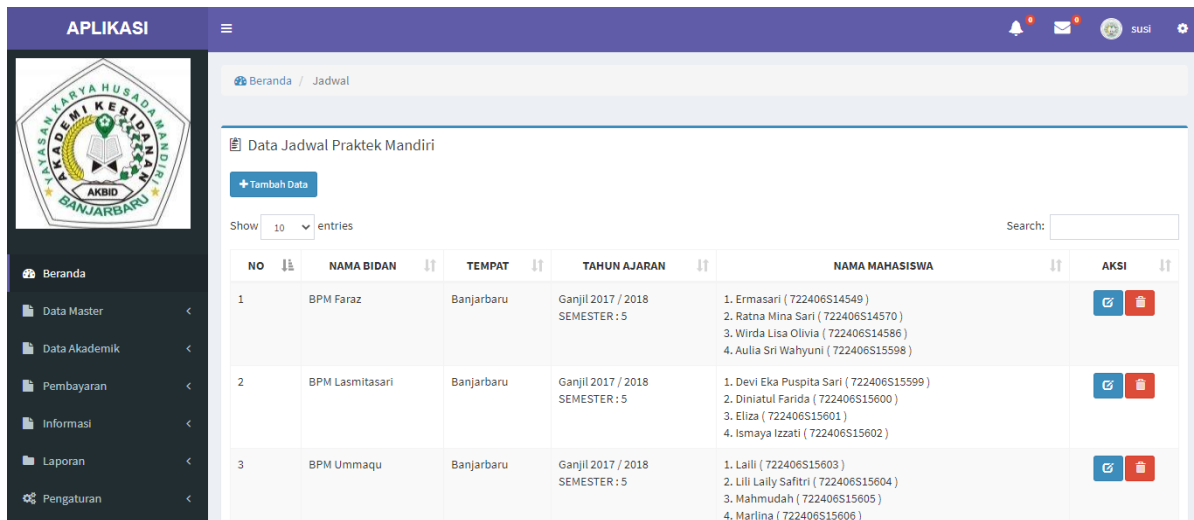 APLIKASI
0
0
susi
YAYASAN KARYA HUSADA MANDIRI
AKADEMI KEBIDANAN
AKBID
BANJARBARU
Beranda / Jadwal
Data Jadwal Praktek Mandiri
+ Tambah Data
Show 10 entries
Search:
NO NAMA BIDAN TEMPAT TAHUN AJARAN NAMA MAHASISWA AKSI
1 BPM Faraz Banjarbaru Ganjil 2017 / 2018 1. Ermasari ( 722406S14549 )
SEMESTER : 5 2. Ratna Mina Sari ( 722406S14570 )
3. Wirda Lisa Olivia ( 722406S14586 )
4. Aulia Sri Wahyuni ( 722406S15598 )
2 BPM Lasmitasari Banjarbaru Ganjil 2017 / 2018 1. Devi Eka Puspita Sari ( 722406S15599 )
SEMESTER : 5 2. Diniatul Farida ( 722406S15600 )
3. Eliza ( 722406S15601 )
4. Ismaya Izzati ( 722406S15602 )
3 BPM Ummaqu Banjarbaru Ganjil 2017 / 2018 1. Laili ( 722406S15603 )
SEMESTER : 5 2. Lili Laily Safitri ( 722406S15604 )
3. Mahmudah ( 722406S15605 )
4. Marlina ( 722406S15606 )
Beranda
Data Master
Data Akademik
Pembayaran
Informasi
Laporan
Pengaturan